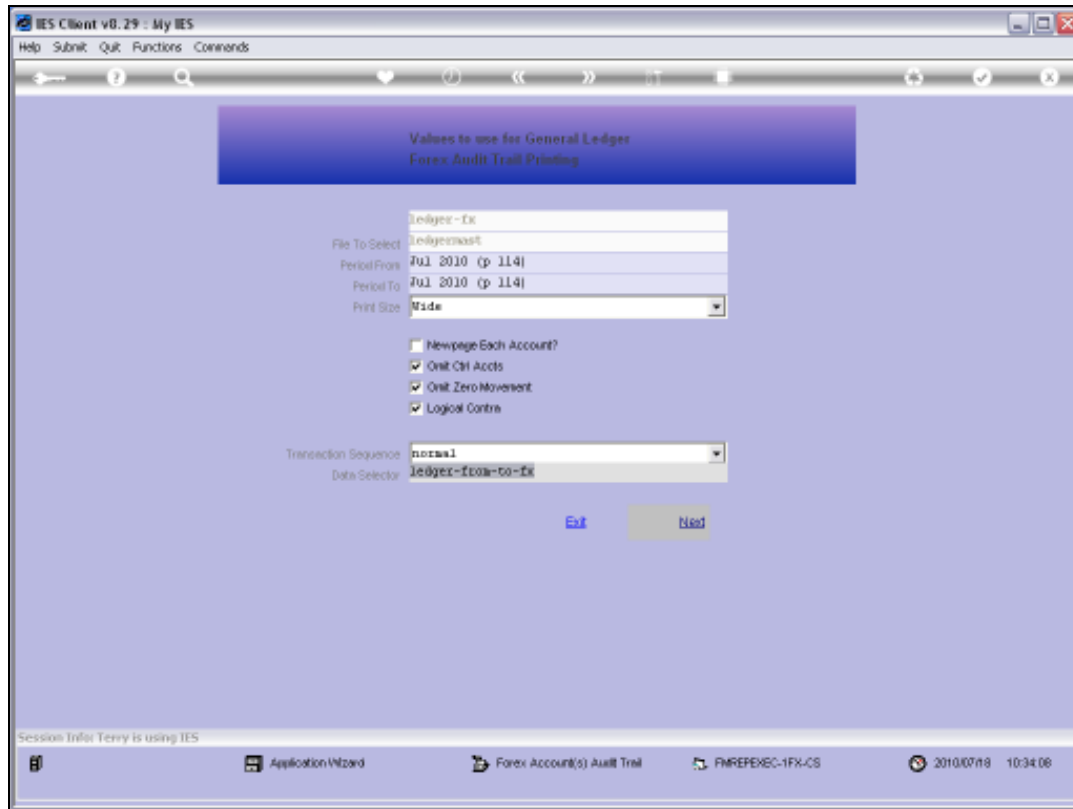 IES Client v8.29 : My IES
Help Submit Quit Functions Commands
Values to use for General Ledger
Forex Audit Trail Printing
ledger-fx
File To Select ledgermast
Period From Jul 2010 (p 114)
Period To Jul 2010 (p 114)
Print Size Wide
Newpage Each Account?
Omit Ctrl Accts
Omit Zero Movement
Logical Contra
Transaction Sequence normal
Data Selector ledger-from-to-fx
Exit Next
Session Info: Terry is using IES
Application Wizard Forex Account(s) Audit Trail FMREPEXEC-1FX-CS 2010/07/18 10:34:08